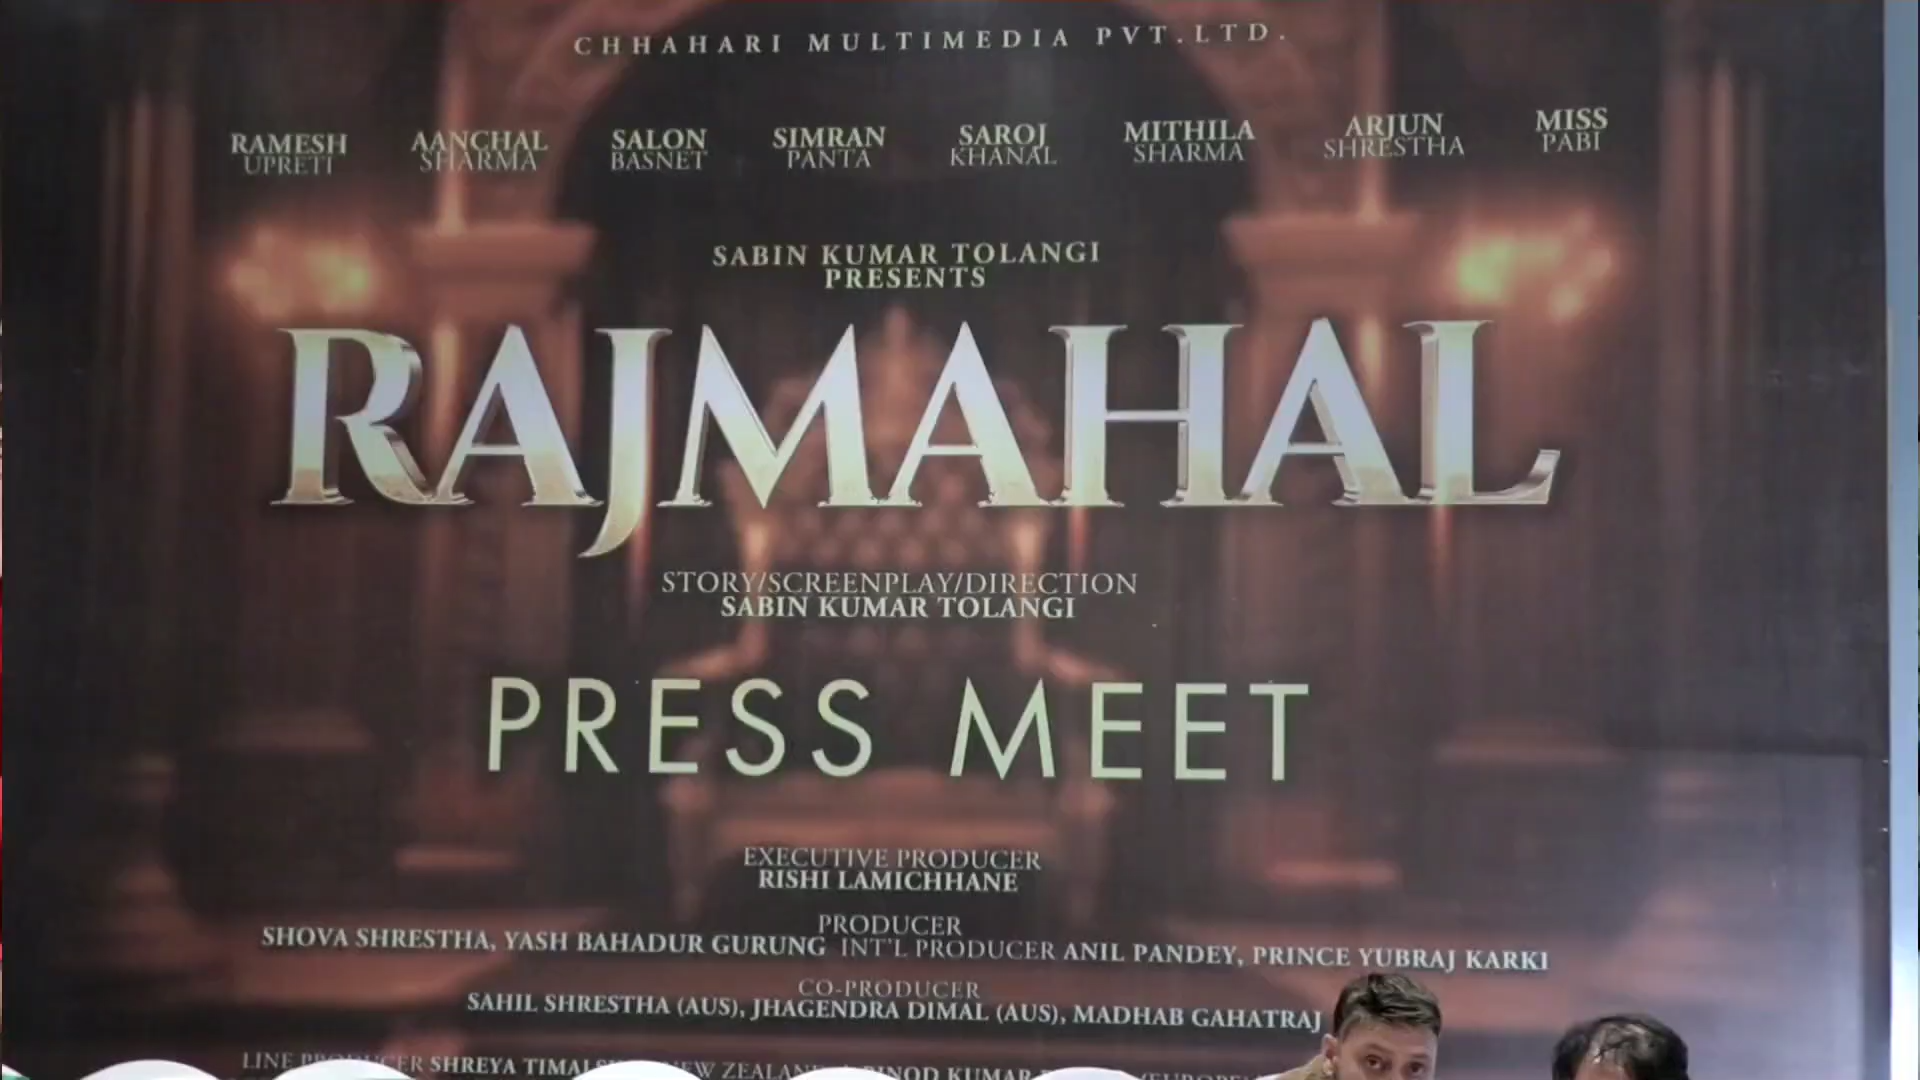 CHHAHARI MULTIMEDIA PVT.LTD.
RAMESH UPRETI
AANCHAL SHARMA
SALON BASNET
SIMRAN PANTA
SAROJ KHANAL
MITHILA SHARMA
ARJUN SHRESTHA
MISS PABI
SABIN KUMAR TOLANGI
PRESENTS
RAJMAHAL
STORY/SCREENPLAY/DIRECTION
SABIN KUMAR TOLANGI
PRESS MEET
EXECUTIVE PRODUCER
RISHI LAMICHHANE
PRODUCER
SHOVA SHRESTHA, YASH BAHADUR GURUNG INT'L PRODUCER ANIL PANDEY, PRINCE YUBRAJ KARKI
CO-PRODUCER
SAHIL SHRESTHA (AUS), JHAGENDRA DIMAL (AUS), MADHAB GAHATRAJ
LINE PRODUCER SHREYA KUMAR